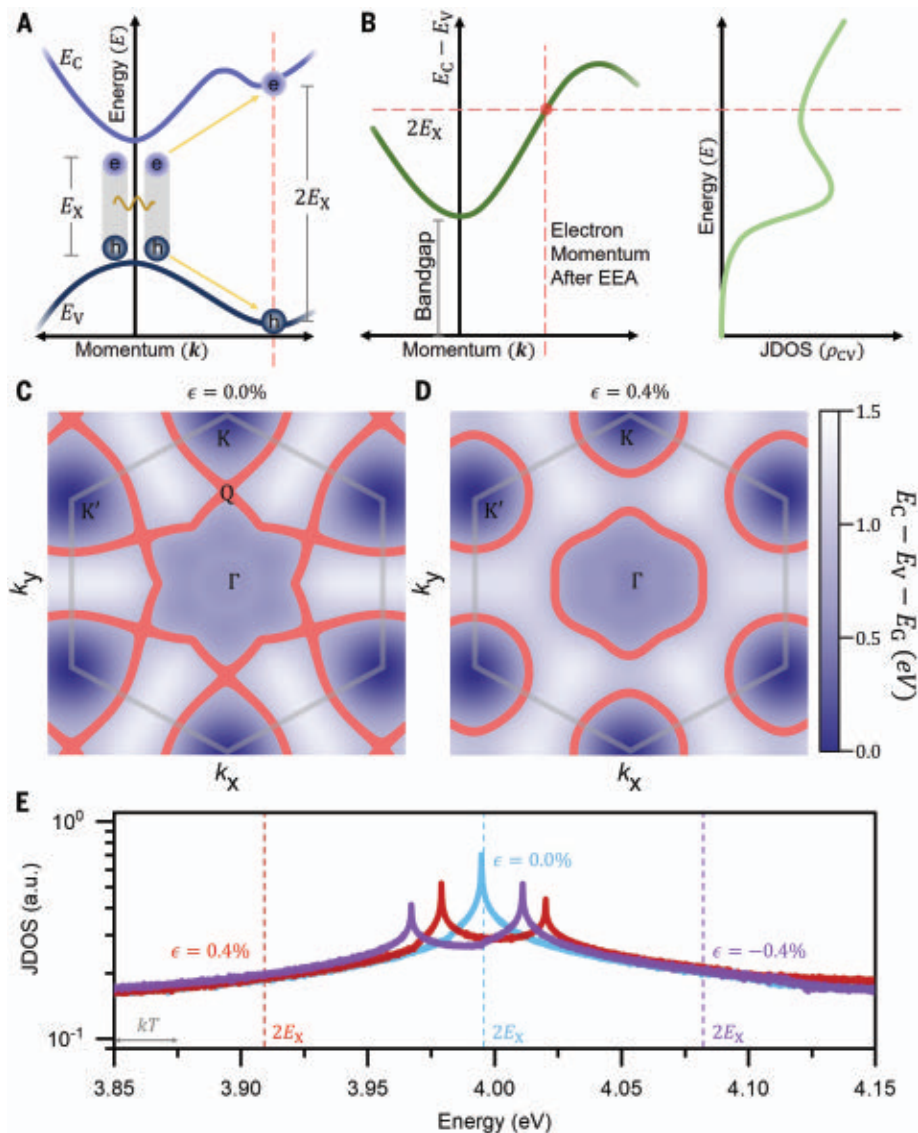 A
Energy (E)
E_C
e
e e
E_X
2E_X
h h
h
E_V
Momentum (k)
B
E_C − E_V
2E_X
Bandgap
Electron
Momentum
After EEA
Momentum (k)
Energy (E)
JDOS (ρ_CV)
C
ϵ = 0.0%
K
Q
K′
Γ
k_y
k_x
D
ϵ = 0.4%
K
K′
Γ
k_y
k_x
1.5
1.0
0.5
0.0
E_C − E_V − E_G (eV)
E
10⁰
10⁻¹
JDOS (a.u.)
ϵ = 0.0%
ϵ = 0.4%
ϵ = −0.4%
kT
2E_X
2E_X
2E_X
3.85 3.90 3.95 4.00 4.05 4.10 4.15
Energy (eV)